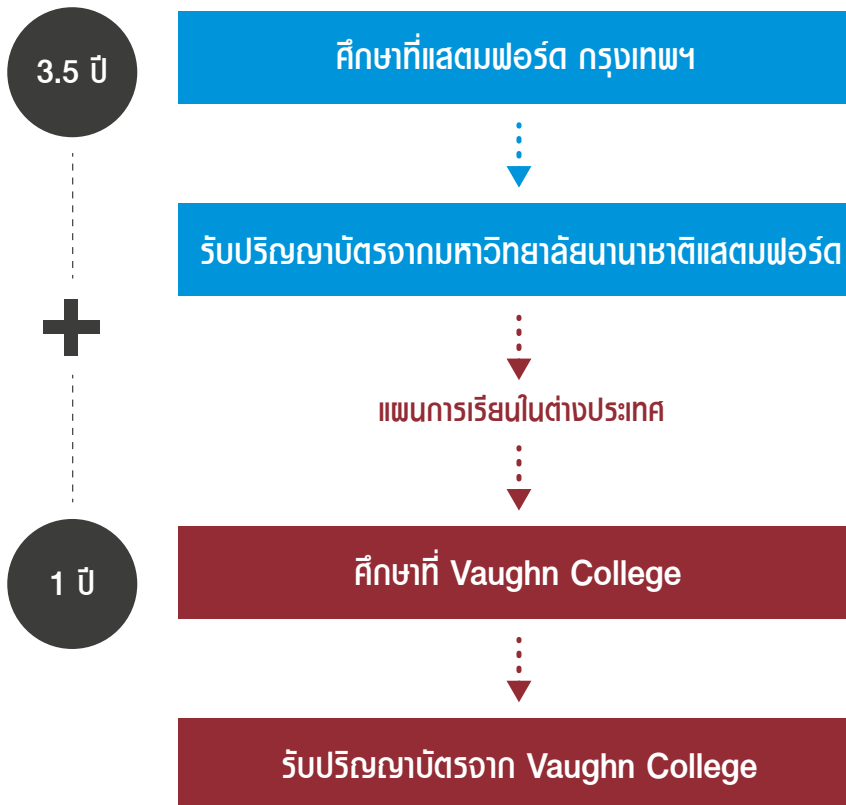 3.5 ปี
ศึกษาที่แสตมฟอร์ด กรุงเทพฯ
รับปริญญาบัตรจากมหาวิทยาลัยนานาชาติแสตมฟอร์ด
+
แผนการเรียนในต่างประเทศ
1 ปี
ศึกษาที่ Vaughn College
รับปริญญาบัตรจาก Vaughn College